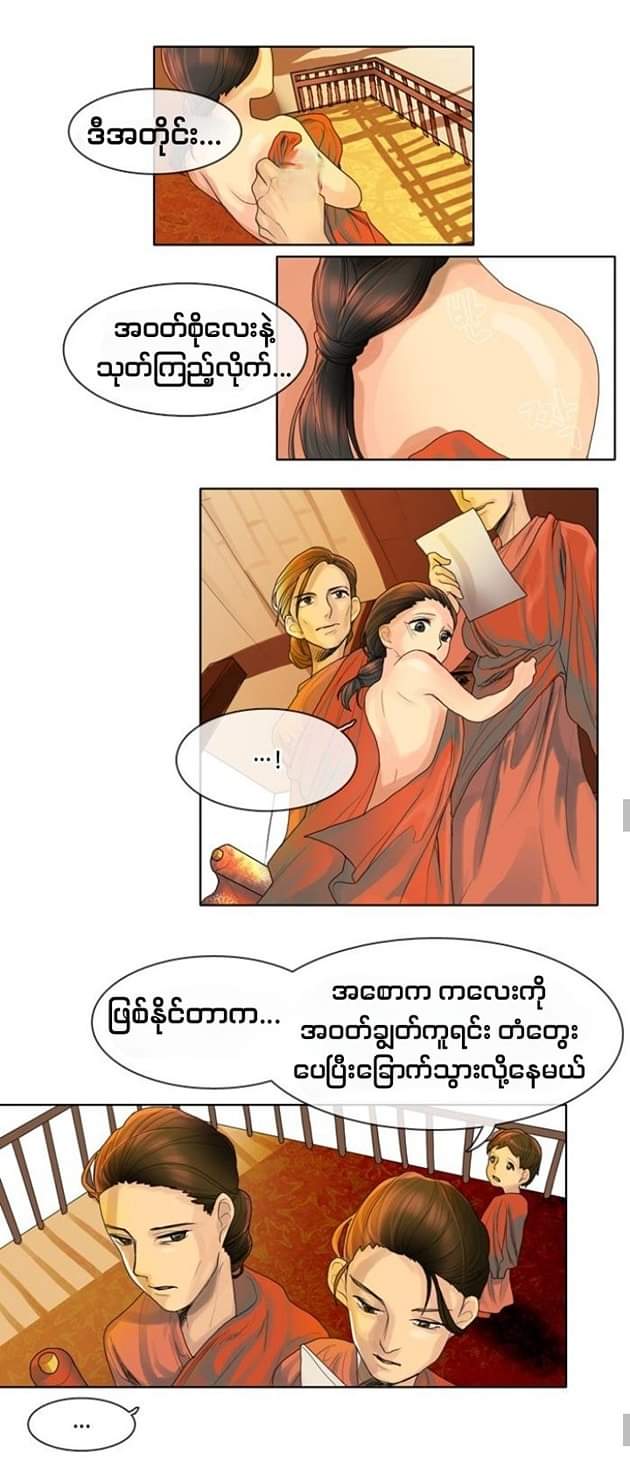 ဒီအတိုင်း...
အဝတ်စိုလေးနဲ့
သုတ်ကြည့်လိုက်...
...!
ဖြစ်နိုင်တာက...
အစောက ကလေးကို
အဝတ်ချွတ်ကူရင်း တံတွေး
ပေပြီးခြောက်သွားလို့နေမယ်
...